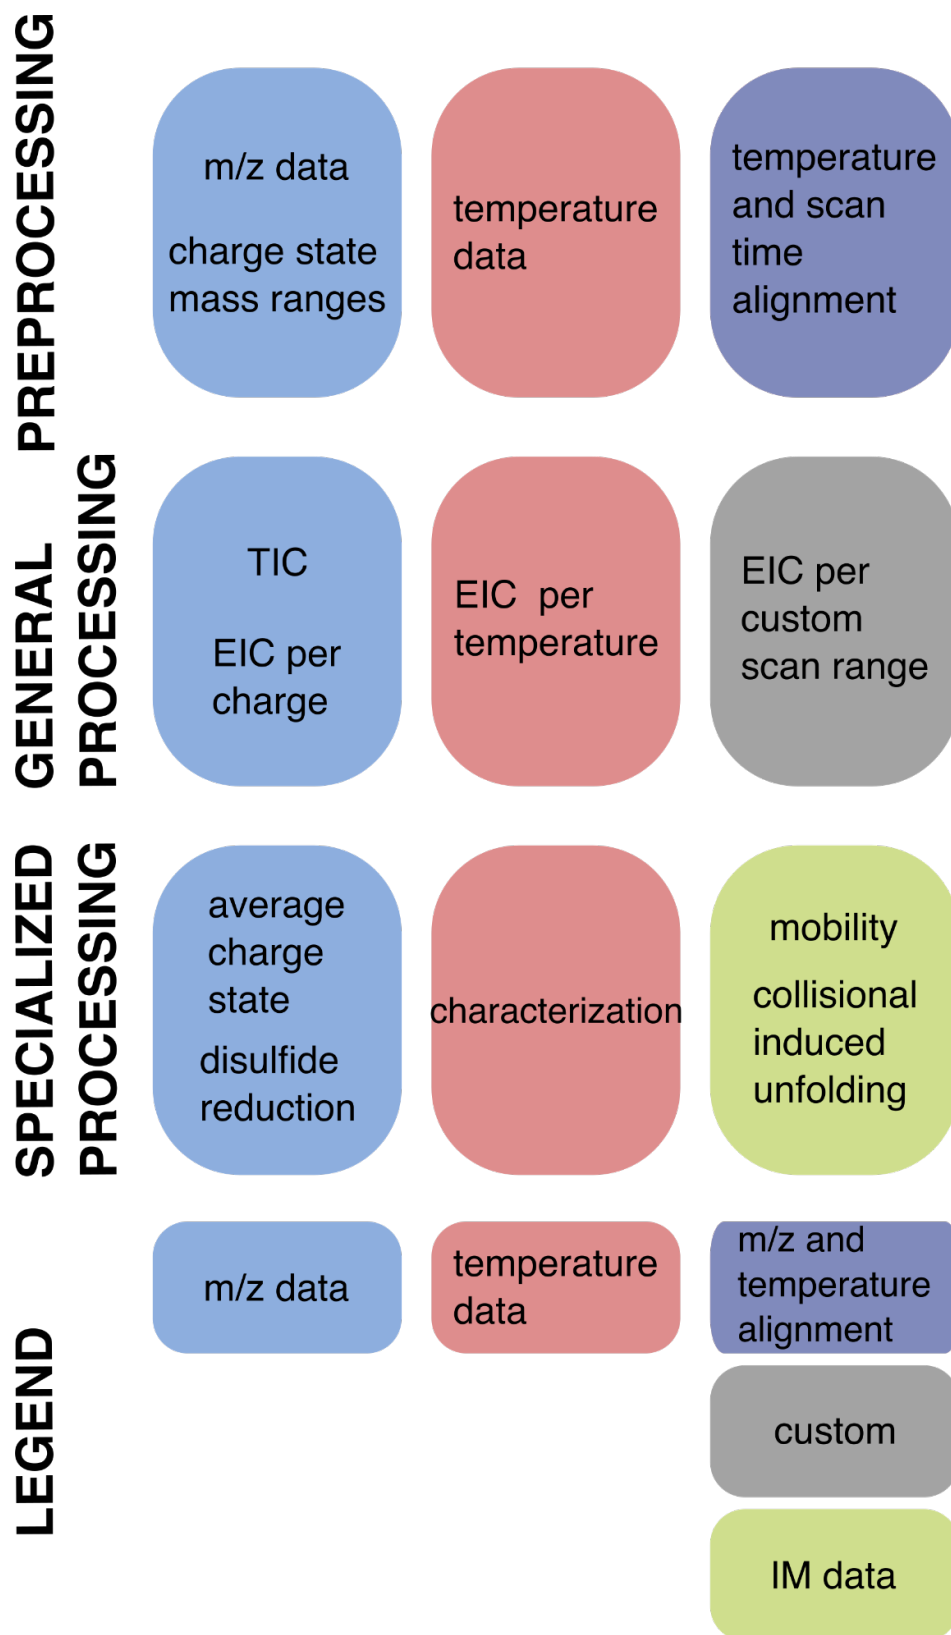 PREPROCESSING
m/z data
charge state
mass ranges
temperature
data
temperature
and scan
time
alignment
GENERAL
PROCESSING
TIC
EIC per
charge
EIC  per
temperature
EIC per
custom
scan range
SPECIALIZED
PROCESSING
average
charge
state
disulfide
reduction
characterization
mobility
collisional
induced
unfolding
LEGEND
m/z data
temperature
data
m/z and
temperature
alignment
custom
IM data